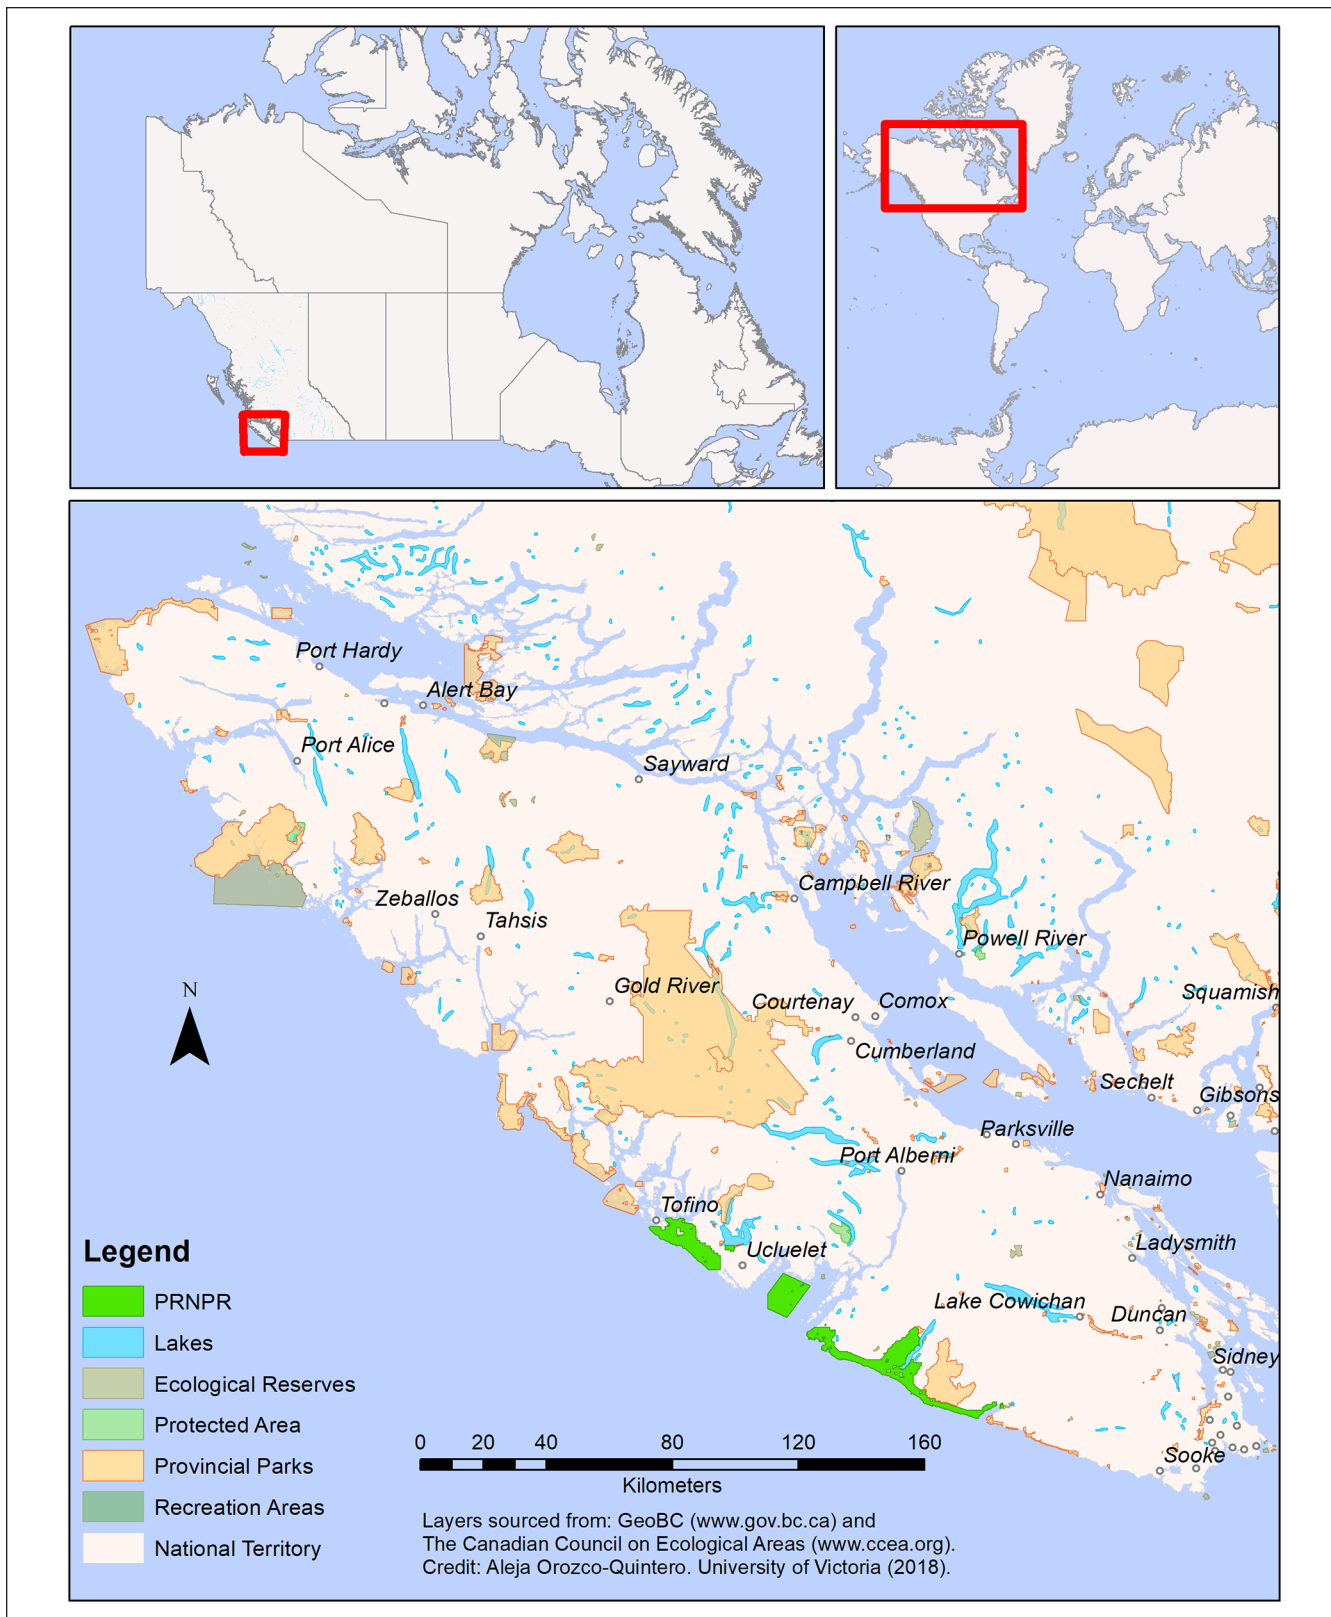 Port Hardy
Alert Bay
Port Alice
Sayward
Campbell River
Zeballos
Tahsis
Powell River
Gold River
Squamish
N
Courtenay
Comox
Cumberland
Sechelt
Gibsons
Parksville
Port Alberni
Nanaimo
Tofino
Ladysmith
Ucluelet
Lake Cowichan
Duncan
Sidney
Sooke
Legend
PRNPR
Lakes
Ecological Reserves
Protected Area
Provincial Parks
Recreation Areas
National Territory
0 20 40 80 120 160
Kilometers
Layers sourced from: GeoBC (www.gov.bc.ca) and
The Canadian Council on Ecological Areas (www.ccea.org).
Credit: Aleja Orozco-Quintero. University of Victoria (2018).